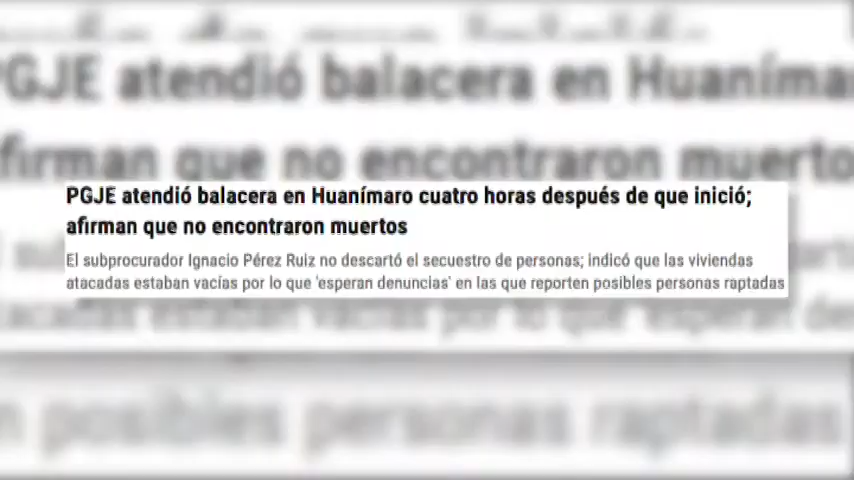 PGJE atendió balacera en Huanímaro cuatro horas después de que inició;
afirman que no encontraron muertos
El subprocurador Ignacio Pérez Ruiz no descartó el secuestro de personas; indicó que las viviendas
atacadas estaban vacías por lo que 'esperan denuncias' en las que reporten posibles personas raptadas